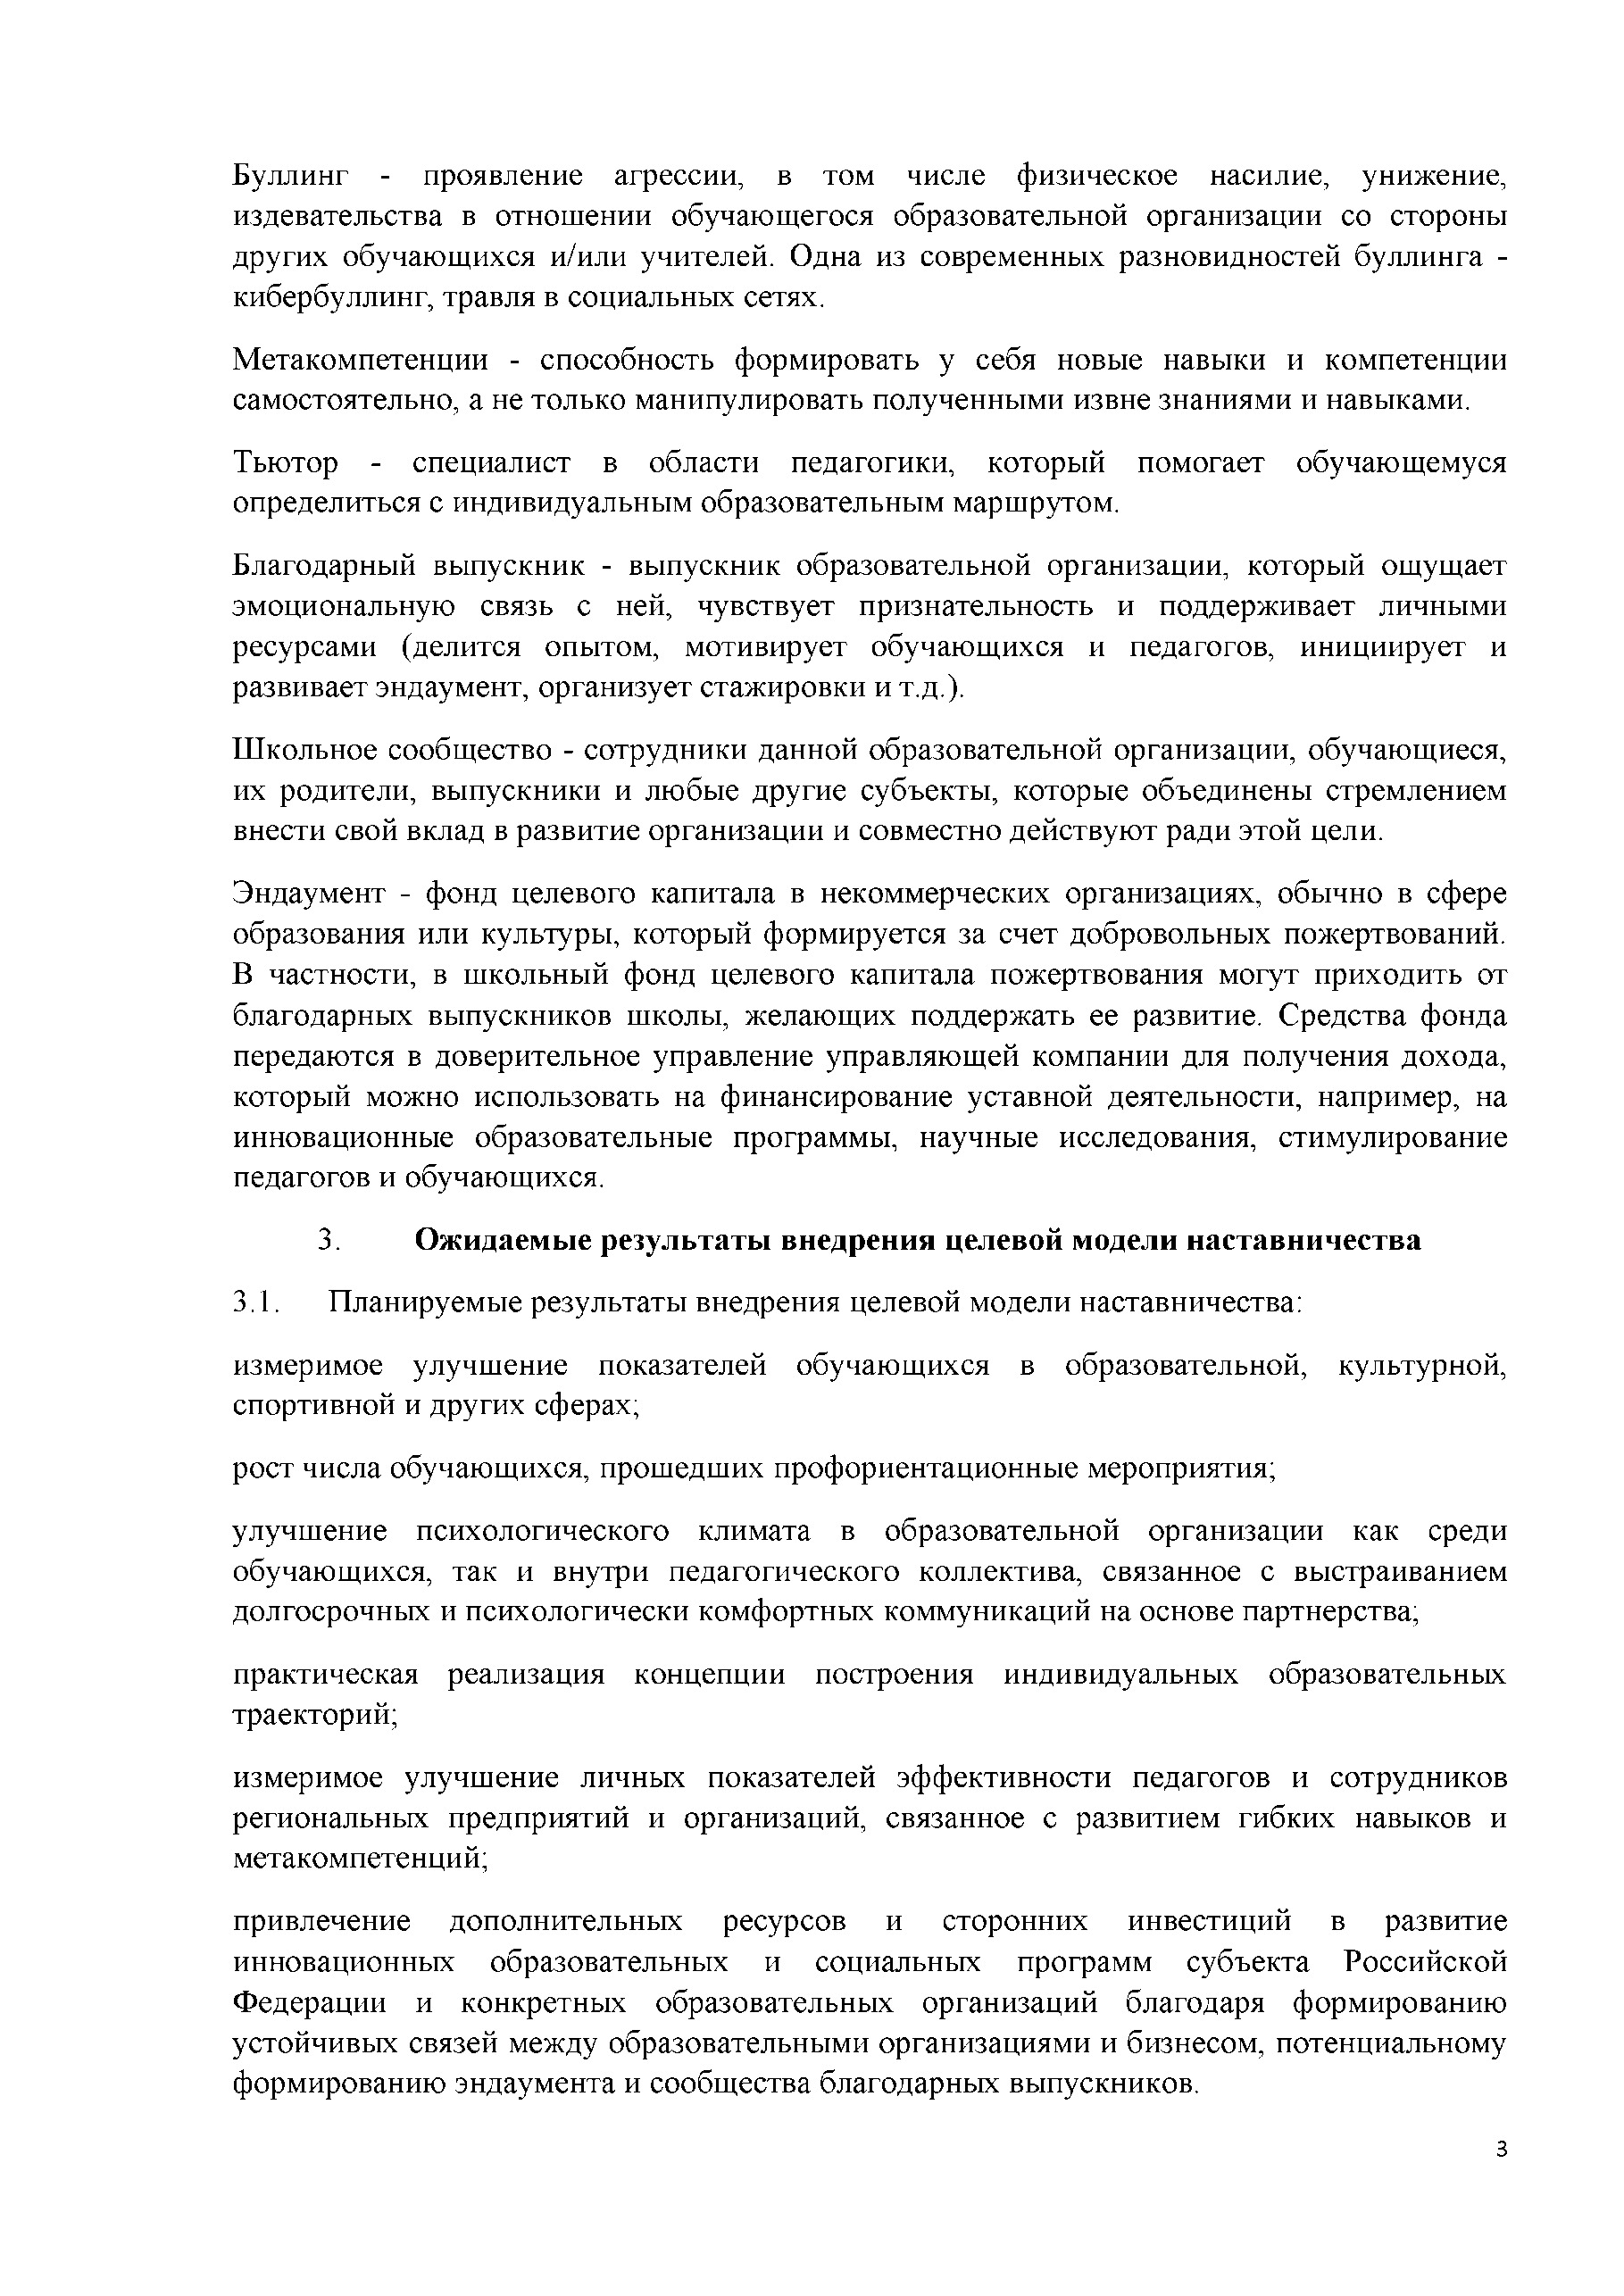 Буллинг - проявление агрессии, в том числе физическое насилие, унижение,
издевательства в отношении обучающегося образовательной организации со стороны
других обучающихся и/или учителей. Одна из современных разновидностей буллинга -
кибербуллинг, травля в социальных сетях.
Метакомпетенции - способность формировать у себя новые навыки и компетенции
самостоятельно, а не только манипулировать полученными извне знаниями и навыками.
Тьютор - специалист в области педагогики, который помогает обучающемуся
определиться с индивидуальным образовательным маршрутом.
Благодарный выпускник - выпускник образовательной организации, который ощущает
эмоциональную связь с ней, чувствует признательность и поддерживает личными
ресурсами (делится опытом, мотивирует обучающихся и педагогов, инициирует и
развивает эндаумент, организует стажировки и т.д.).
Школьное сообщество - сотрудники данной образовательной организации, обучающиеся,
их родители, выпускники и любые другие субъекты, которые объединены стремлением
внести свой вклад в развитие организации и совместно действуют ради этой цели.
Эндаумент - фонд целевого капитала в некоммерческих организациях, обычно в сфере
образования или культуры, который формируется за счет добровольных пожертвований.
В частности, в школьный фонд целевого капитала пожертвования могут приходить от
благодарных выпускников школы, желающих поддержать ее развитие. Средства фонда
передаются в доверительное управление управляющей компании для получения дохода,
который можно использовать на финансирование уставной деятельности, например, на
инновационные образовательные программы, научные исследования, стимулирование
педагогов и обучающихся.
3. Ожидаемые результаты внедрения целевой модели наставничества
3.1. Планируемые результаты внедрения целевой модели наставничества:
измеримое улучшение показателей обучающихся в образовательной, культурной,
спортивной и других сферах;
рост числа обучающихся, прошедших профориентационные мероприятия;
улучшение психологического климата в образовательной организации как среди
обучающихся, так и внутри педагогического коллектива, связанное с выстраиванием
долгосрочных и психологически комфортных коммуникаций на основе партнерства;
практическая реализация концепции построения индивидуальных образовательных
траекторий;
измеримое улучшение личных показателей эффективности педагогов и сотрудников
региональных предприятий и организаций, связанное с развитием гибких навыков и
метакомпетенций;
привлечение дополнительных ресурсов и сторонних инвестиций в развитие
инновационных образовательных и социальных программ субъекта Российской
Федерации и конкретных образовательных организаций благодаря формированию
устойчивых связей между образовательными организациями и бизнесом, потенциальному
формированию эндаумента и сообщества благодарных выпускников.
3